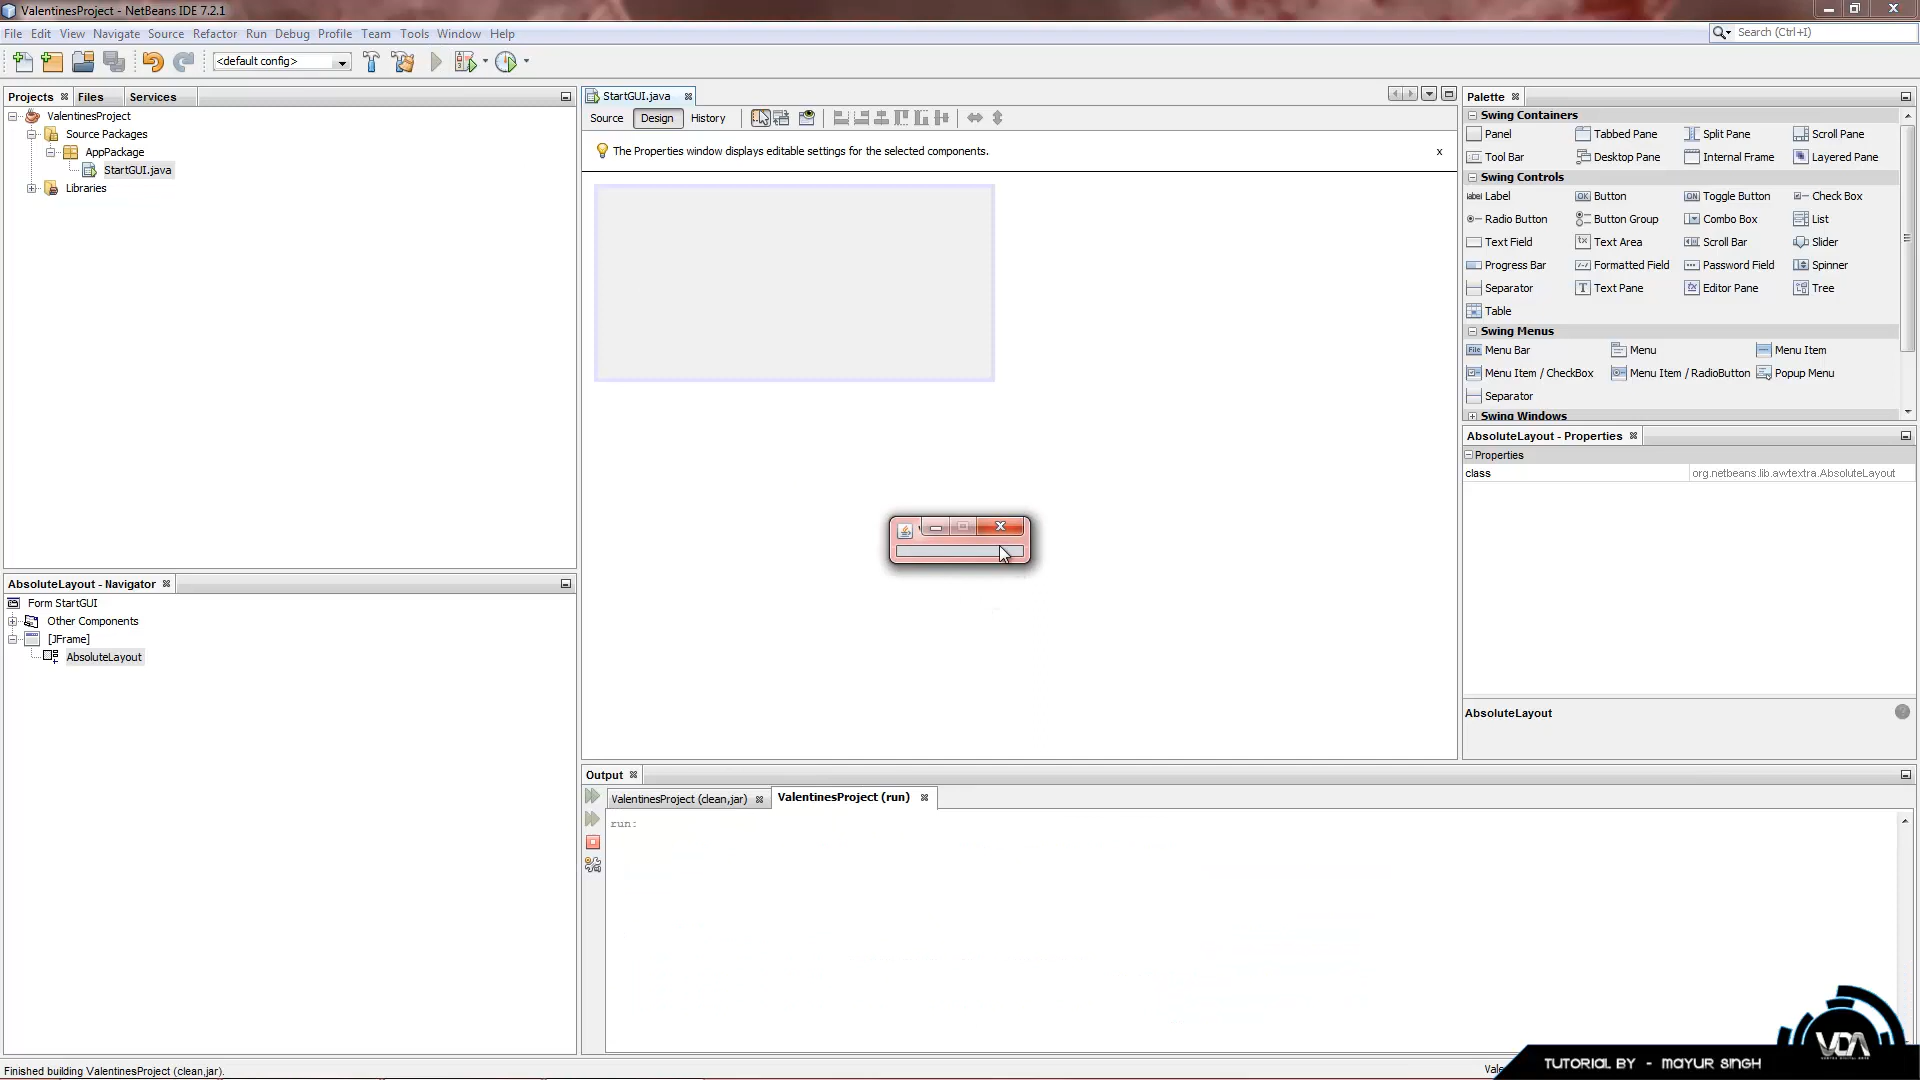 ValentinesProject - NetBeans IDE 7.2.1
File Edit View Navigate Source Refactor Run Debug Profile Team Tools Window Help
Search (Ctrl+I)
<default config>
Projects Files Services
ValentinesProject
Source Packages
AppPackage
StartGUI.java
Libraries
AbsoluteLayout - Navigator
Form StartGUI
Other Components
[JFrame]
AbsoluteLayout
StartGUI.java
Source Design History
The Properties window displays editable settings for the selected components.
x
Palette
Swing Containers
Panel Tabbed Pane Split Pane Scroll Pane
Tool Bar Desktop Pane Internal Frame Layered Pane
Swing Controls
Label Button Toggle Button Check Box
Radio Button Button Group Combo Box List
Text Field Text Area Scroll Bar Slider
Progress Bar Formatted Field Password Field Spinner
Separator Text Pane Editor Pane Tree
Table
Swing Menus
Menu Bar Menu Menu Item
Menu Item / CheckBox Menu Item / RadioButton Popup Menu
Separator
Swing Windows
AbsoluteLayout - Properties
Properties
class org.netbeans.lib.awtextra.AbsoluteLayout
AbsoluteLayout
Output
ValentinesProject (clean,jar) ValentinesProject (run)
run:
Finished building ValentinesProject (clean,jar).
VDA
TUTORIAL BY - MAYUR SINGH